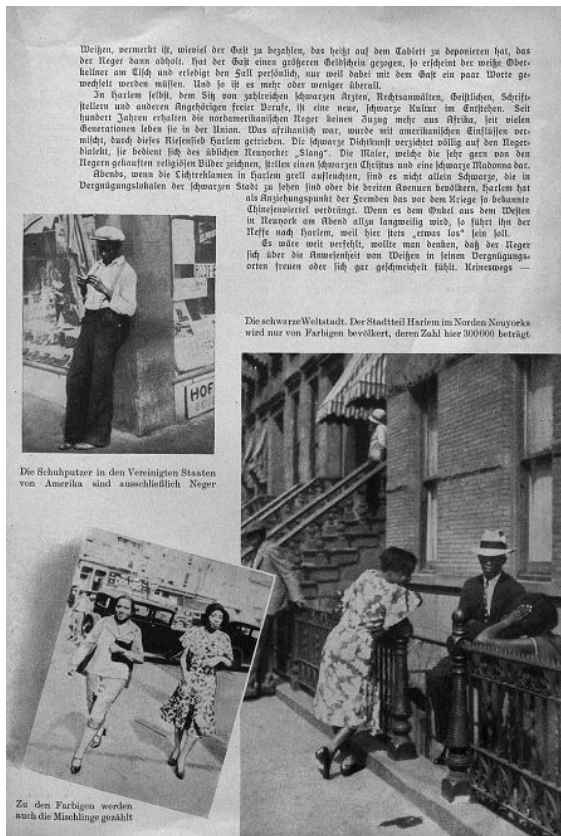 Weißen, vermerkt ist, wieviel der Gast zu bezahlen, das heißt auf dem Tablett zu deponieren hat, das
der Neger dann abholt. Hat der Gast einen größeren Geldschein gezogen, so erscheint der weiße Ober-
kellner am Tisch und erledigt den Fall persönlich, nur weil dabei mit dem Gast ein paar Worte ge-
wechselt werden müssen. Und so ist es mehr oder weniger überall.
In Harlem selbst, dem Sitz von zahlreichen schwarzen Ärzten, Rechtsanwälten, Geistlichen, Schrift-
stellern und anderen Angehörigen freier Berufe, ist eine neue, schwarze Kultur im Entstehen. Seit
hundert Jahren erhalten die nordamerikanischen Neger keinen Zuzug mehr aus Afrika, seit vielen
Generationen leben sie in der Union. Was afrikanisch war, wurde mit amerikanischen Einflüssen ver-
mischt, durch dieses Riesensieb Harlem getrieben. Die schwarze Dichtkunst verzichtet völlig auf den Neger-
dialekt, sie bedient sich des üblichen Neuyorker „Slang“. Die Maler, welche die sehr gern von den
Negern gekauften religiösen Bilder zeichnen, stellen einen schwarzen Christus und eine schwarze Madonna dar.
Abends, wenn die Lichtreklamen in Harlem grell aufleuchten, sind es nicht allein Schwarze, die in
Vergnügungslokalen der schwarzen Stadt zu sehen sind oder die breiten Avenuen bevölkern. Harlem hat
als Anziehungspunkt der Fremden das vor dem Kriege so bekannte
Chinesenviertel verdrängt. Wenn es dem Onkel aus dem Westen
in Neuyork am Abend allzu langweilig wird, so führt ihn der
Neffe nach Harlem, weil hier stets „etwas los“ sein soll.
Es wäre weit verfehlt, wollte man denken, daß der Neger
sich über die Anwesenheit von Weißen in seinen Vergnügungs-
orten freuen oder sich gar geschmeichelt fühlt. Keineswegs —
Die schwarze Weltstadt. Der Stadtteil Harlem im Norden Neuyorks
wird nur von Farbigen bevölkert, deren Zahl hier 300 000 beträgt
HOF
Die Schuhputzer in den Vereinigten Staaten
von Amerika sind ausschließlich Neger
Zu den Farbigen werden
auch die Mischlinge gezählt